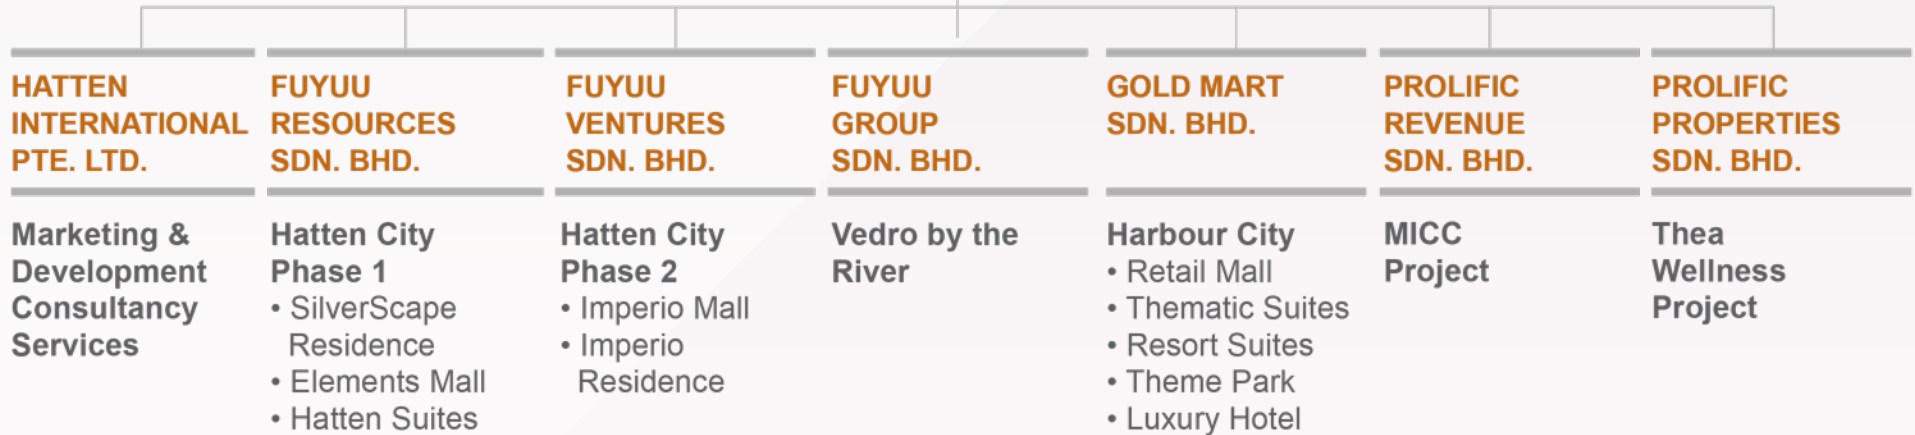 HATTEN
INTERNATIONAL
PTE. LTD.
Marketing &
Development
Consultancy
Services
FUYUU
RESOURCES
SDN. BHD.
Hatten City
Phase 1
• SilverScape
Residence
• Elements Mall
• Hatten Suites
FUYUU
VENTURES
SDN. BHD.
Hatten City
Phase 2
• Imperio Mall
• Imperio
Residence
FUYUU
GROUP
SDN. BHD.
Vedro by the
River
GOLD MART
SDN. BHD.
Harbour City
• Retail Mall
• Thematic Suites
• Resort Suites
• Theme Park
• Luxury Hotel
PROLIFIC
REVENUE
SDN. BHD.
MICC
Project
PROLIFIC
PROPERTIES
SDN. BHD.
Thea
Wellness
Project